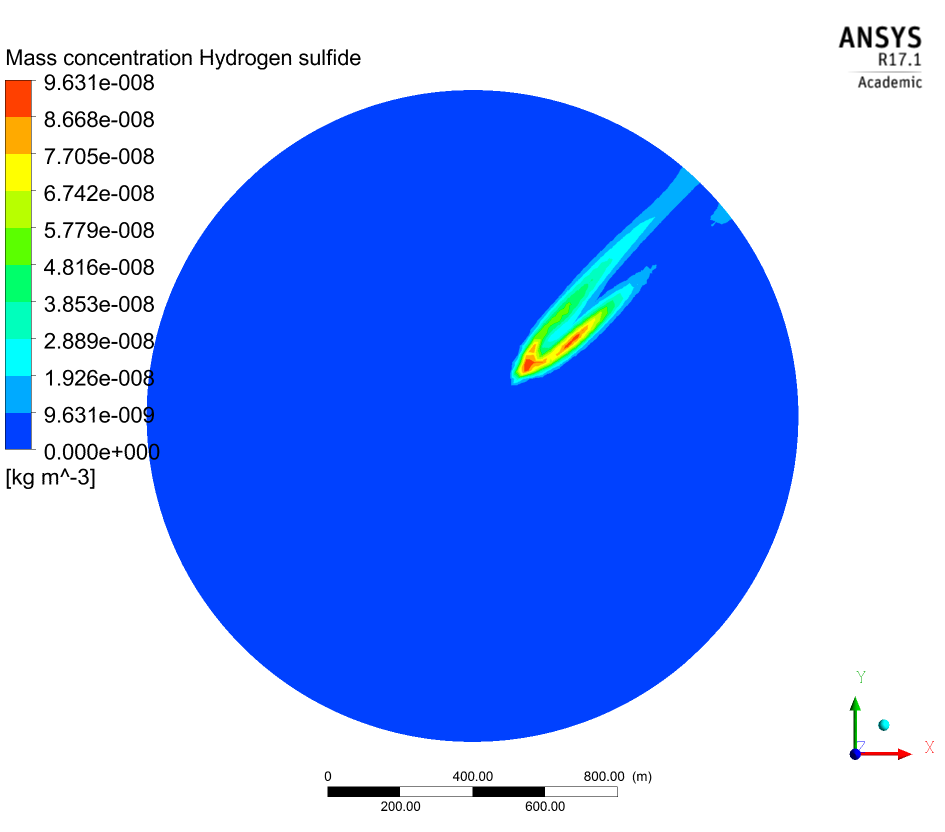 ANSYS
R17.1
Academic
Mass concentration Hydrogen sulfide
9.631e-008
8.668e-008
7.705e-008
6.742e-008
5.779e-008
4.816e-008
3.853e-008
2.889e-008
1.926e-008
9.631e-009
0.000e+000
[kg m^-3]
Y
Z
X
0 400.00 800.00 (m)
200.00 600.00